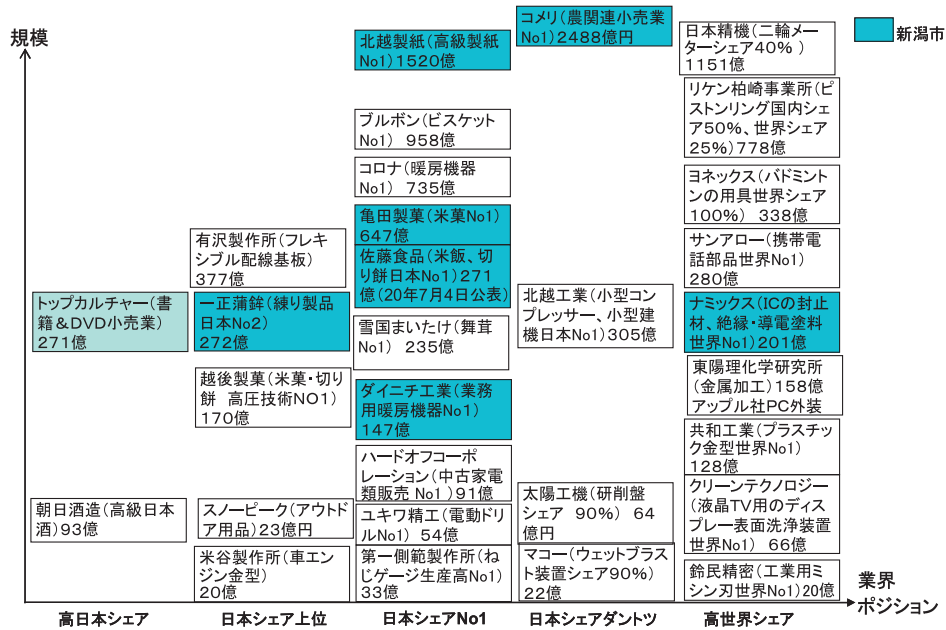 規模
北越製紙(高級製紙
No1)1520億
コメリ(農関連小売業
No1)2488億円
日本精機(二輪メー
ターシェア40% )
1151億
新潟市
リケン柏崎事業所(ピ
ストンリング国内シェ
ア50%、世界シェア
25%)778億
ブルボン(ビスケット
No1) 958億
コロナ(暖房機器
No1) 735億
ヨネックス(バドミント
ンの用具世界シェア
100%) 338億
亀田製菓(米菓No1)
647億
有沢製作所(フレキ
シブル配線基板)
377億
佐藤食品(米飯、切
り餅日本No1)271
億(20年7月4日公表)
サンアロー(携帯電
話部品世界No1)
280億
トップカルチャー(書
籍&DVD小売業)
271億
一正蒲鉾(練り製品
日本No2)
272億
雪国まいたけ(舞茸
No1) 235億
北越工業(小型コン
プレッサー、小型建
機日本No1)305億
ナミックス(ICの封止
材、絶縁・導電塗料
世界No1)201億
越後製菓(米菓・切り
餅 高圧技術NO1)
170億
ダイニチ工業(業務
用暖房機器No1)
147億
東陽理化学研究所
(金属加工)158億
アップル社PC外装
共和工業(プラスチッ
ク金型世界No1)
128億
ハードオフコーポ
レーション(中古家電
類販売 No1)91億
朝日酒造(高級日本
酒)93億
スノーピーク(アウトド
ア用品)23億円
ユキワ精工(電動ドリ
ルNo1) 54億
太陽工機(研削盤
シェア 90%) 64
億円
クリーンテクノロジー
(液晶TV用のディス
プレー表面洗浄装置
世界No1) 66億
米谷製作所(車エン
ジン金型)
20億
第一側範製作所(ね
じゲージ生産高No1)
33億
マコー(ウェットブラス
ト装置シェア90%)
22億
鈴民精密(工業用ミ
シン刃世界No1)20億
業界
ポジション
高日本シェア
日本シェア上位
日本シェアNo1
日本シェアダントツ
高世界シェア